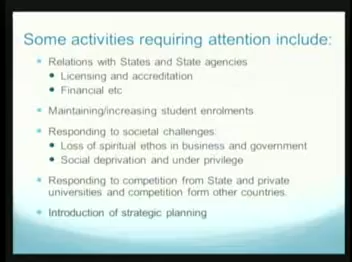 Some activities requiring attention include:
Relations with States and State agencies
Licensing and accreditation
Financial etc
Maintaining/increasing student enrolments
Responding to societal challenges:
Loss of spiritual ethos in business and government
Social deprivation and under privilege
Responding to competition from State and private
universities and competition form other countries.
Introduction of strategic planning